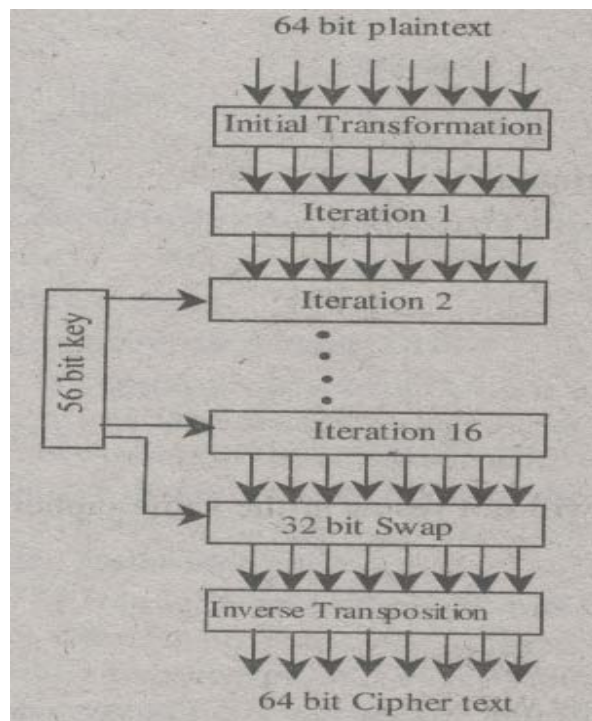 64 bit plaintext
Initial Transformation
Iteration 1
Iteration 2
56 bit key
Iteration 16
32 bit Swap
Inverse Transposition
64 bit Cipher text